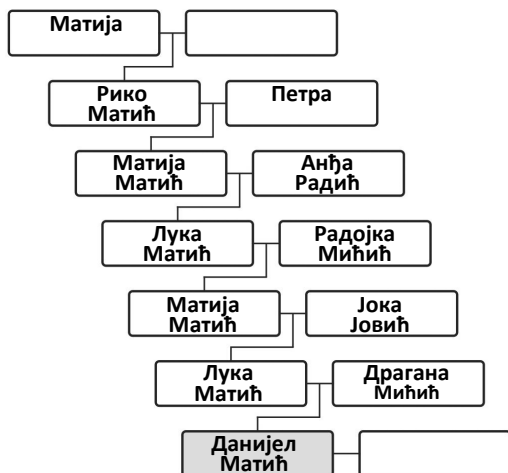 Матија
Рико
Матић
Петра
Матија
Матић
Анђа
Радић
Лука
Матић
Радојка
Мићић
Матија
Матић
Јока
Јовић
Лука
Матић
Драгана
Мићић
Данијел
Матић